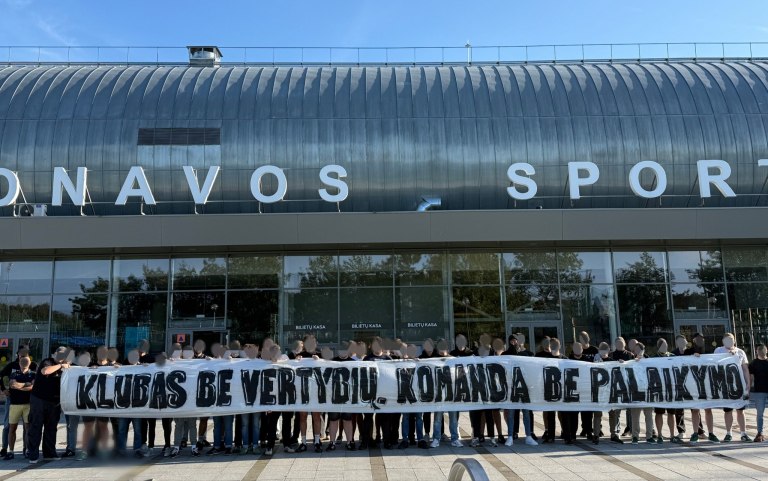 ONAVOS SPORT
BILIETŲ KASA BILIETŲ KASA BILIETŲ KASA
KLUBAS BE VERTYBIŲ, KOMANDA BE PALAIKYMO